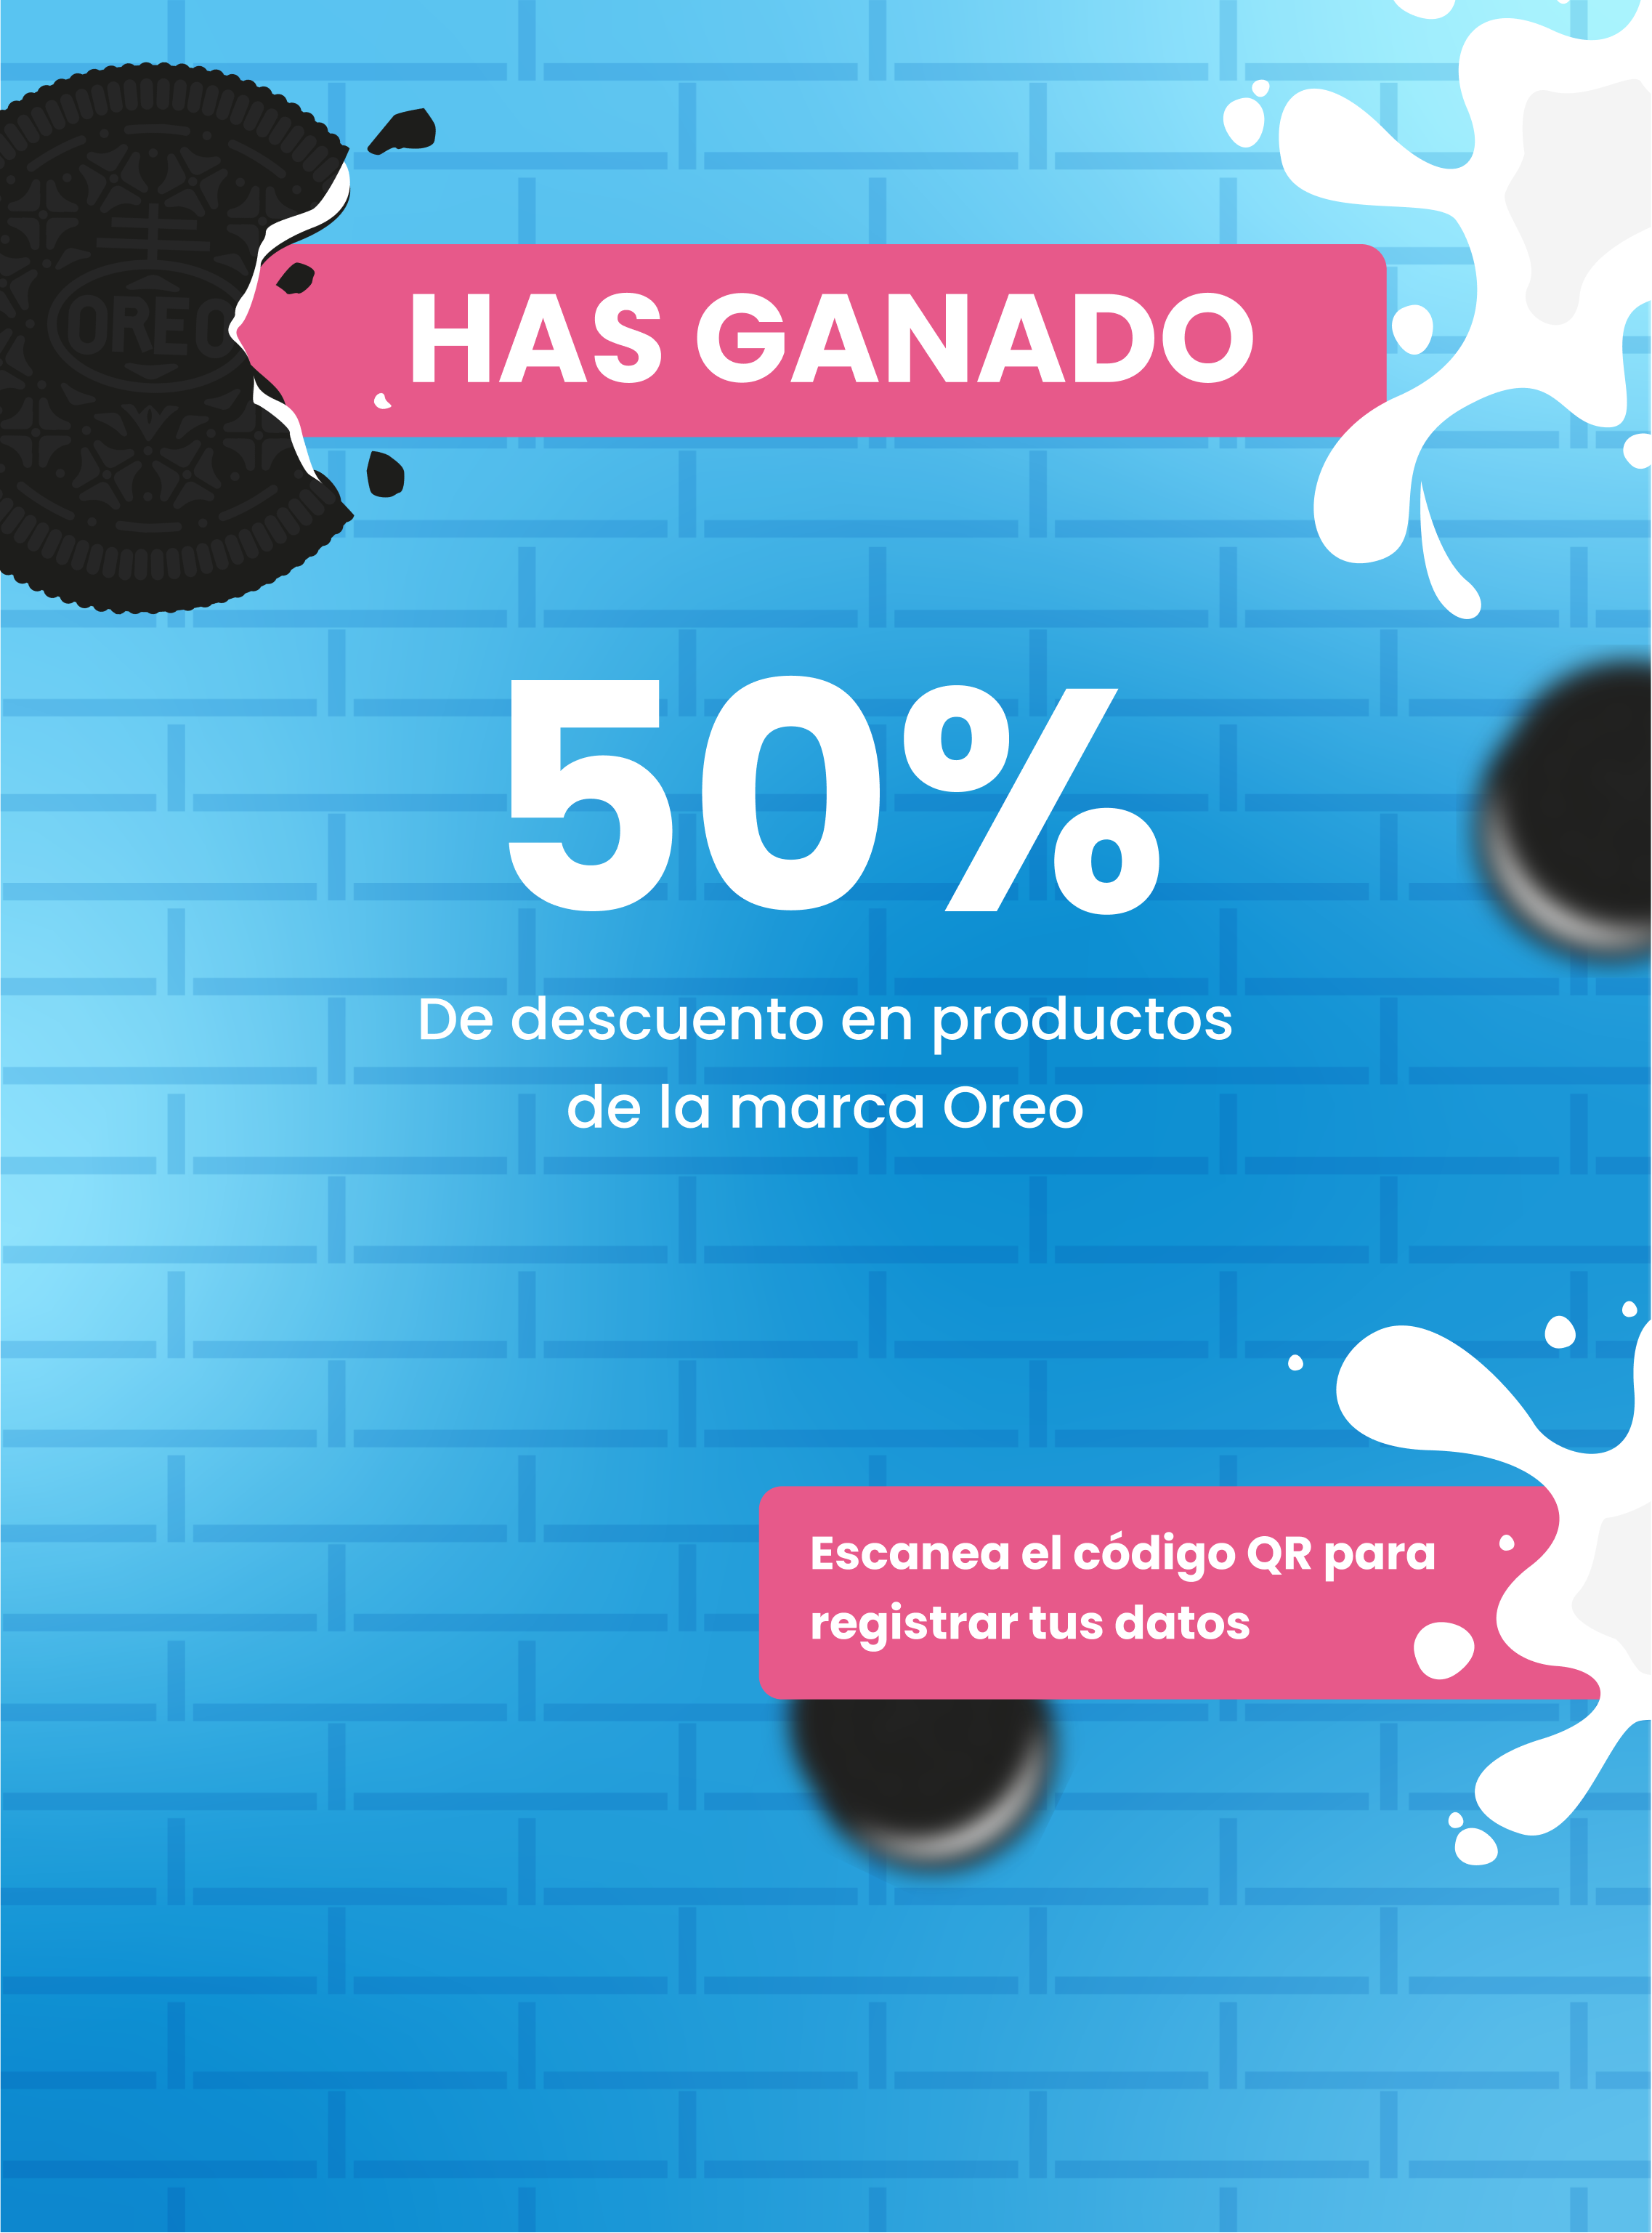 OREO
HAS GANADO
50%
De descuento en productos
de la marca Oreo
Escanea el código QR para
registrar tus datos